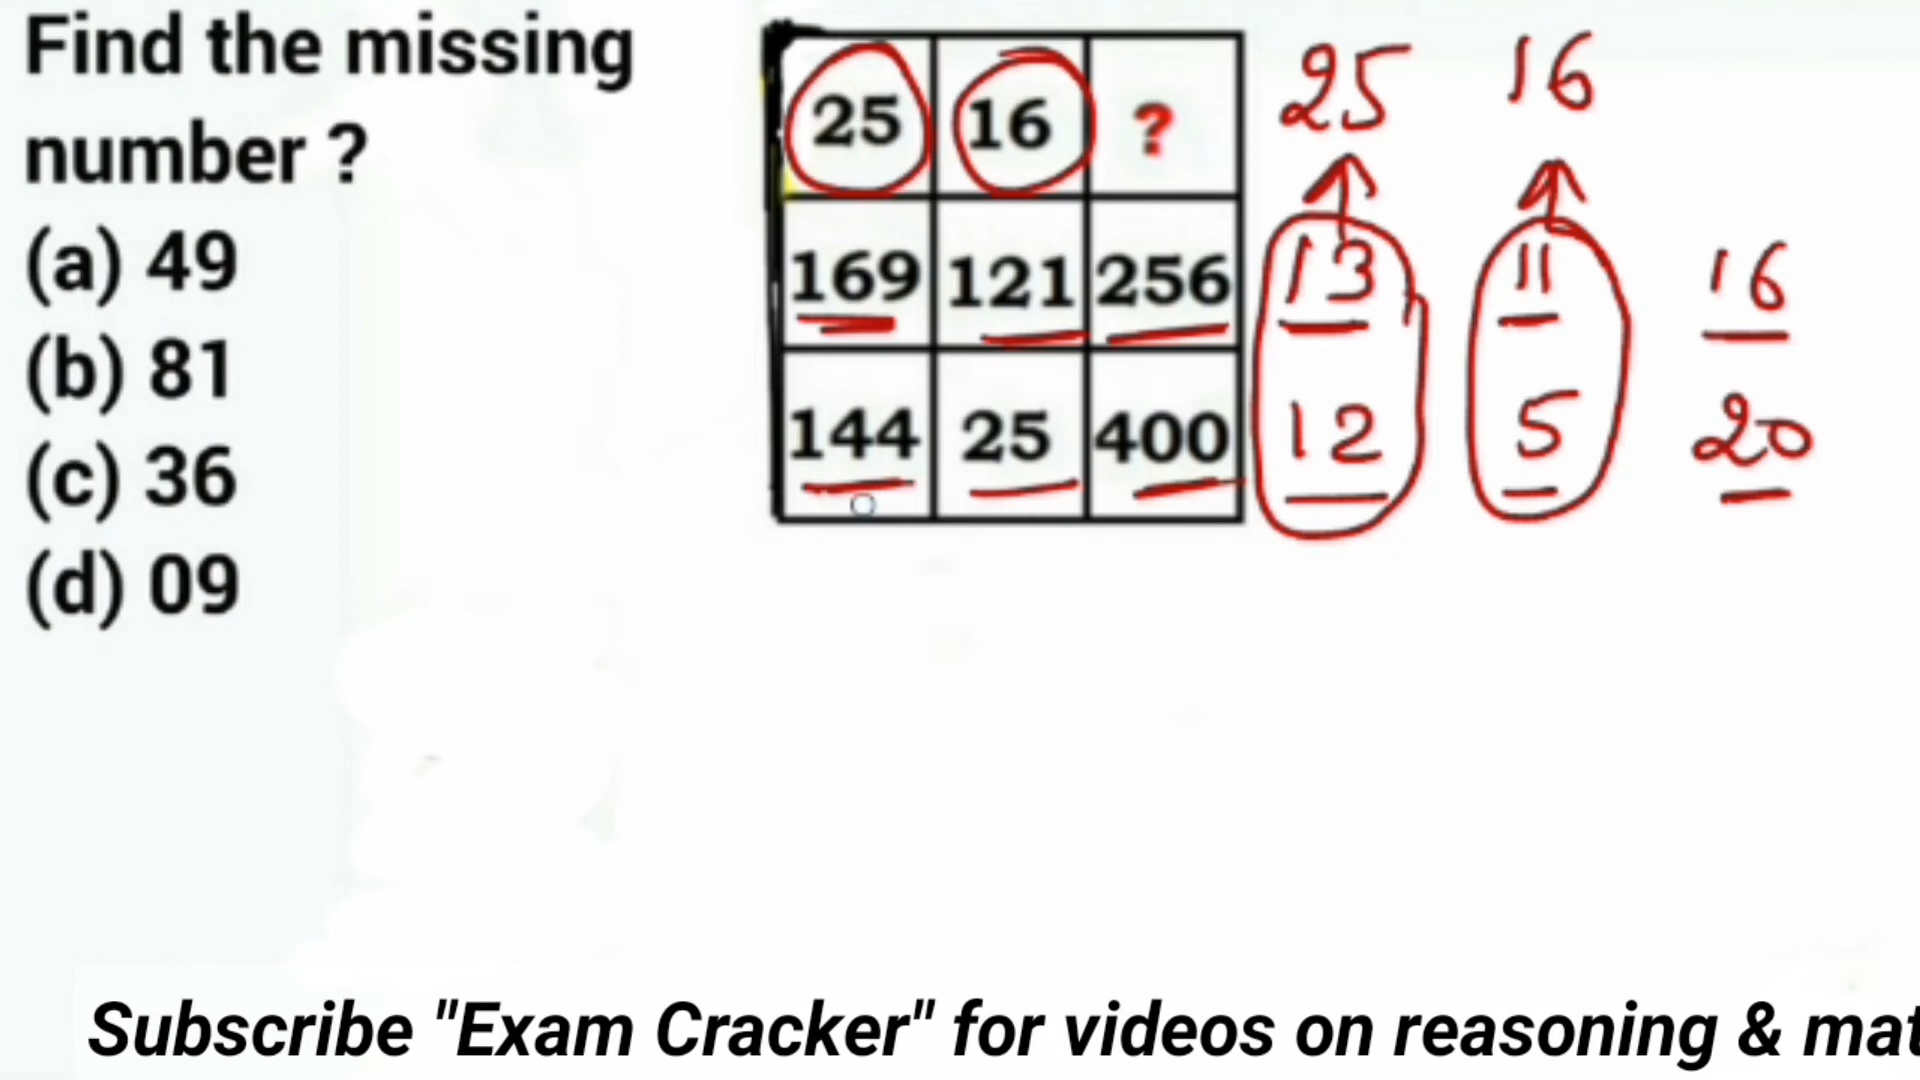 Find the missing
number ?
(a) 49
(b) 81
(c) 36
(d) 09
25 16 ?
169 121 256
144 25 400
25 16
13 11 16
12 5 20
Subscribe "Exam Cracker" for videos on reasoning &